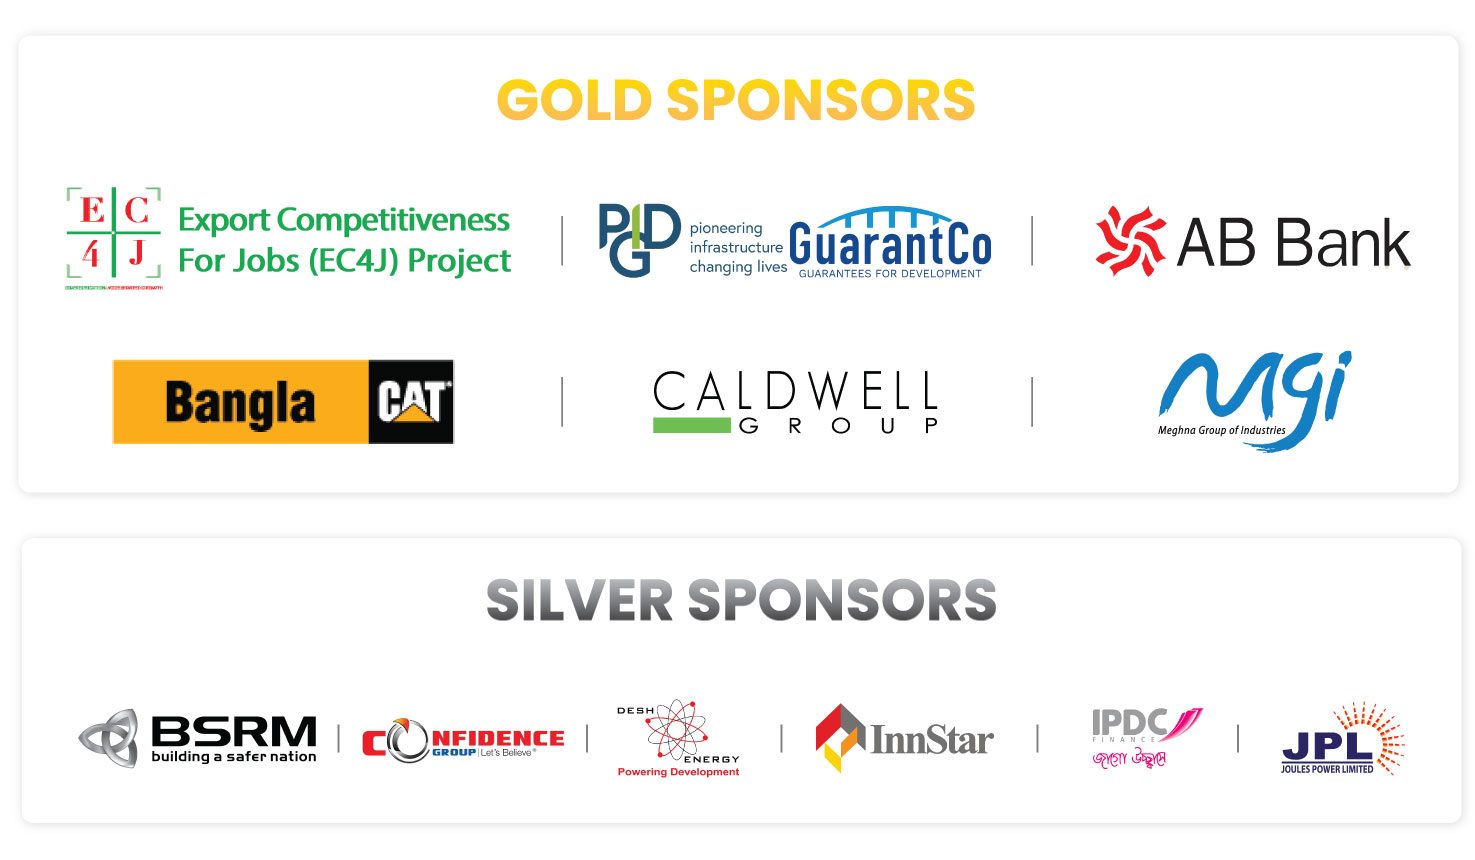 GOLD SPONSORS
E C
4 J
Export Competitiveness
For Jobs (EC4J) Project
PIDG
pioneering
infrastructure
changing lives
GuarantCo
GUARANTEES FOR DEVELOPMENT
AB Bank
Bangla CAT
CALDWELL
GROUP
Mgi
Meghna Group of Industries
SILVER SPONSORS
BSRM
building a safer nation
CONFIDENCE
GROUP Let's Believe®
DESH
ENERGY
Powering Development
InnStar
IPDC
FINANCE
জাগো উচ্ছ্বাসে
JPL
JOULES POWER LIMITED